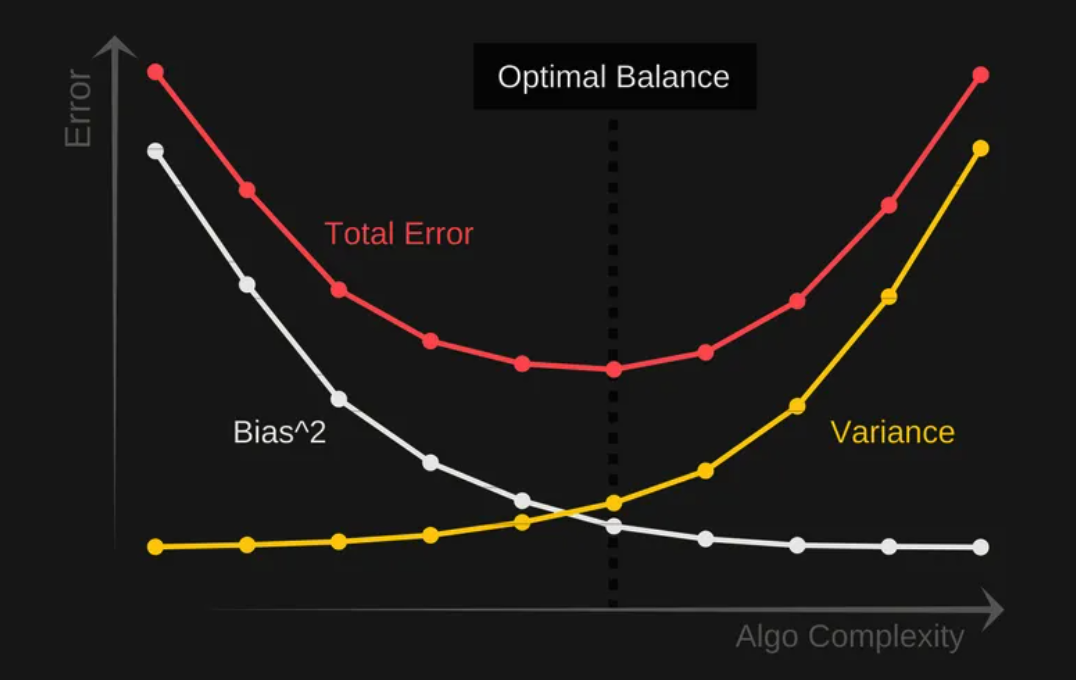 Optimal Balance
Error
Total Error
Bias^2
Variance
Algo Complexity